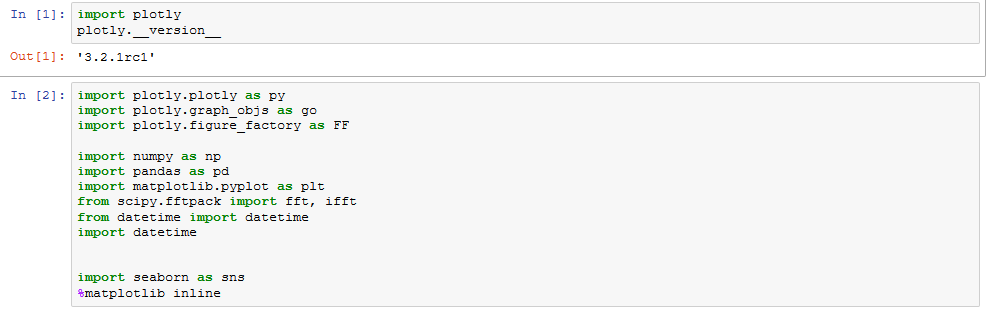 In [1]: import plotly
plotly.__version__
Out[1]: '3.2.1rc1'
In [2]: import plotly.plotly as py
import plotly.graph_objs as go
import plotly.figure_factory as FF
import numpy as np
import pandas as pd
import matplotlib.pyplot as plt
from scipy.fftpack import fft, ifft
from datetime import datetime
import datetime
import seaborn as sns
%matplotlib inline